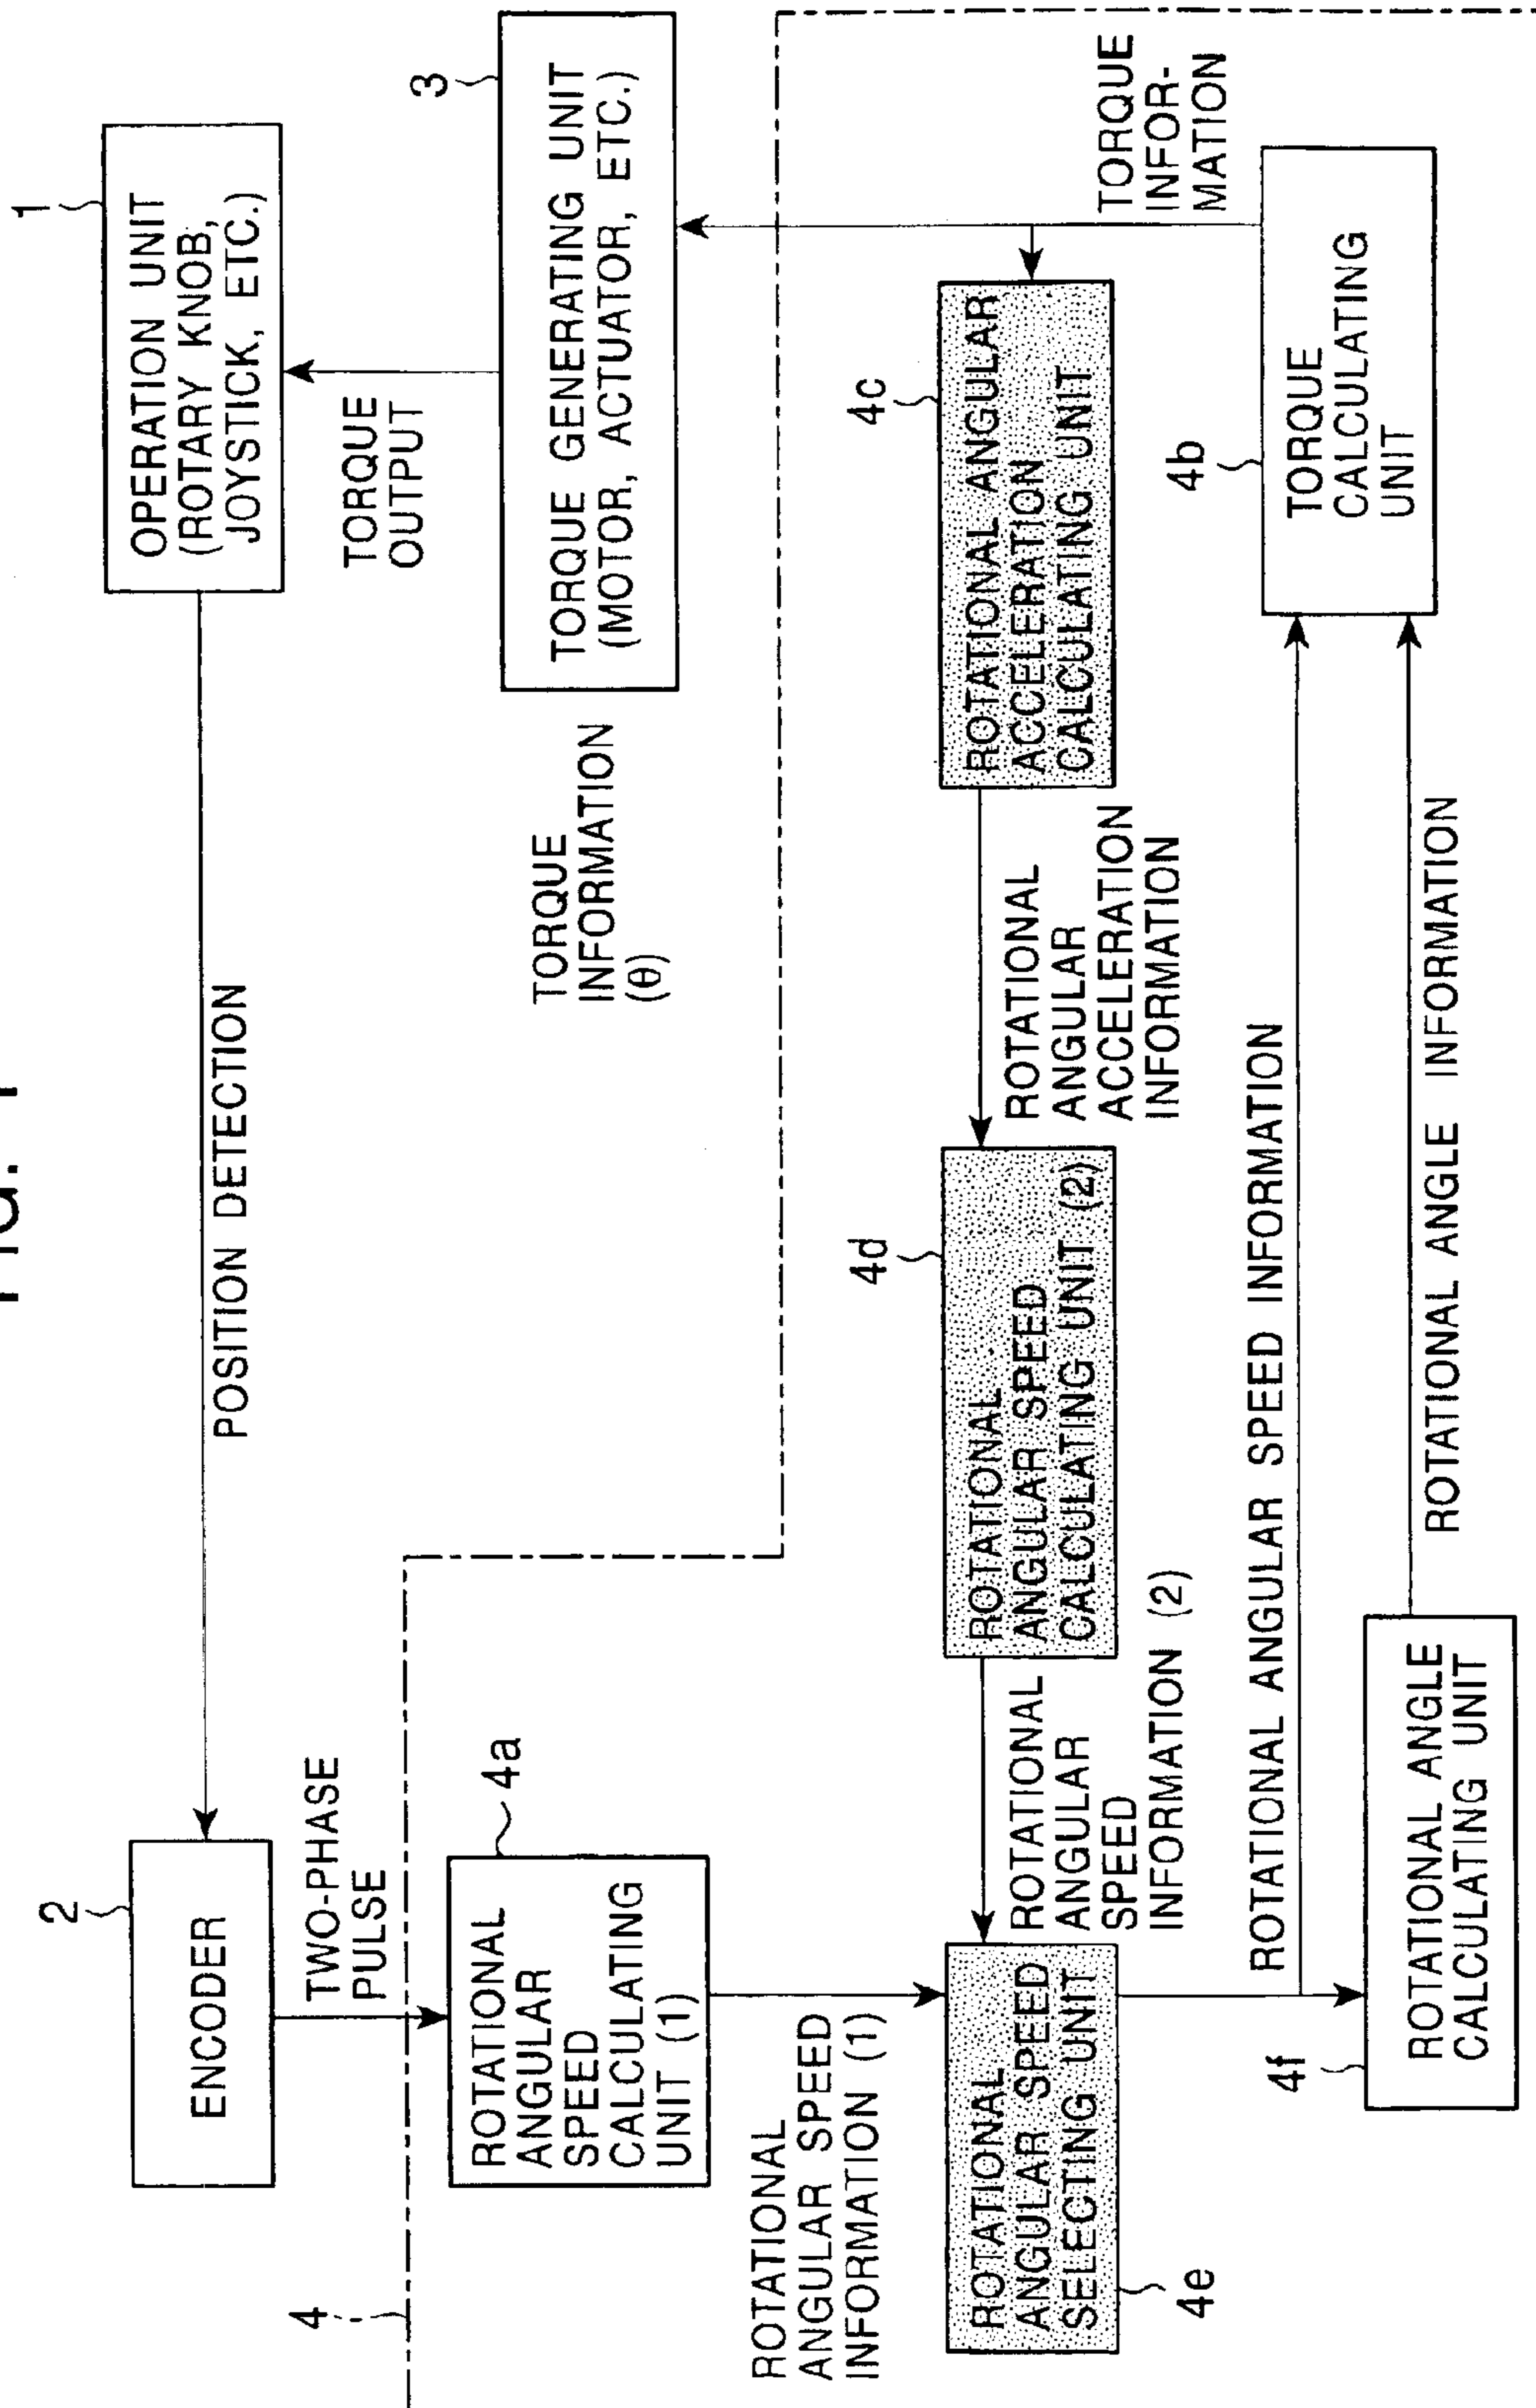 FIG. 1
1
OPERATION UNIT
(ROTARY KNOB,
JOYSTICK, ETC.)
POSITION DETECTION
2
ENCODER
TWO-PHASE
PULSE
TORQUE
OUTPUT
3
TORQUE GENERATING UNIT
(MOTOR, ACTUATOR, ETC.)
TORQUE
INFORMATION
(θ)
4
4a
ROTATIONAL
ANGULAR
SPEED
CALCULATING
UNIT (1)
ROTATIONAL
ANGULAR SPEED
INFORMATION (1)
ROTATIONAL
ANGULAR SPEED
SELECTING UNIT
4e
ROTATIONAL
ANGULAR
SPEED
INFORMATION (2)
4d
ROTATIONAL
ANGULAR SPEED
CALCULATING UNIT (2)
ROTATIONAL
ANGULAR
ACCELERATION
INFORMATION
4c
ROTATIONAL ANGULAR
ACCELERATION
CALCULATING UNIT
TORQUE
INFOR-
MATION
ROTATIONAL ANGULAR SPEED INFORMATION
4b
TORQUE
CALCULATING
UNIT
4f
ROTATIONAL ANGLE
CALCULATING UNIT
ROTATIONAL ANGLE INFORMATION